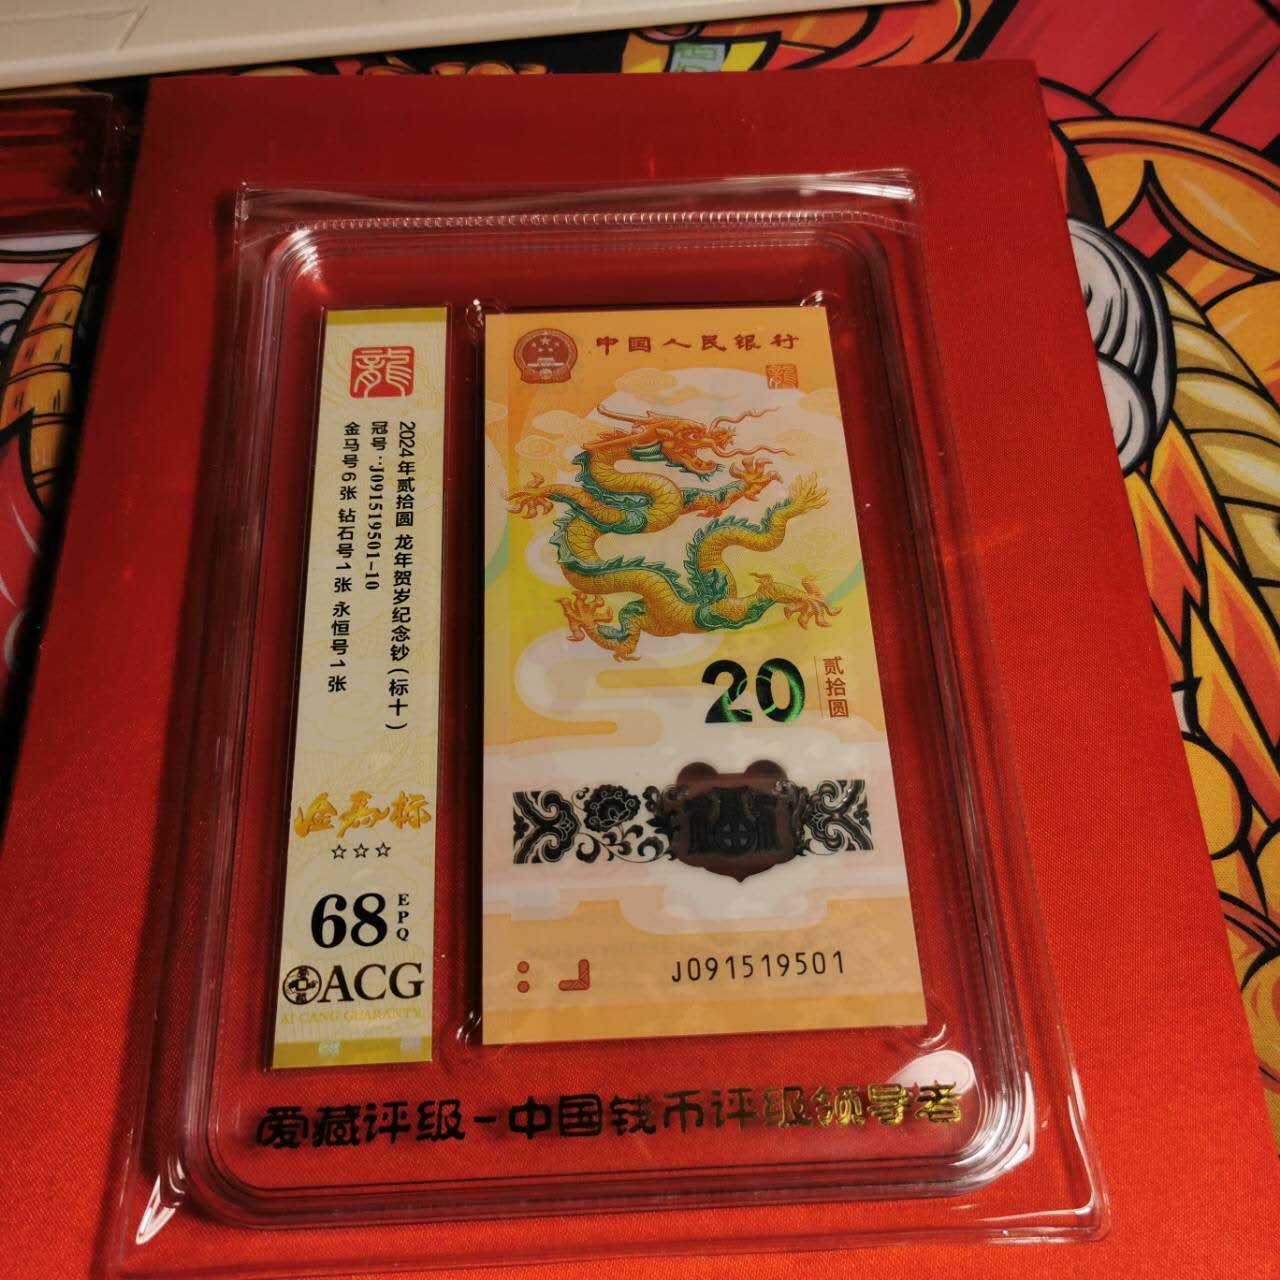 龍
2024年贰拾圆 龙年贺岁纪念钞(标十)
冠号:J091519501-10
金马号6张 钻石号1张 永恒号1张
金马标
☆☆☆
68 EPQ
ACG
AI CANG GUARANTY
中国人民银行
龍
20 贰拾圆
J091519501
爱藏评级-中国钱币评级领导者